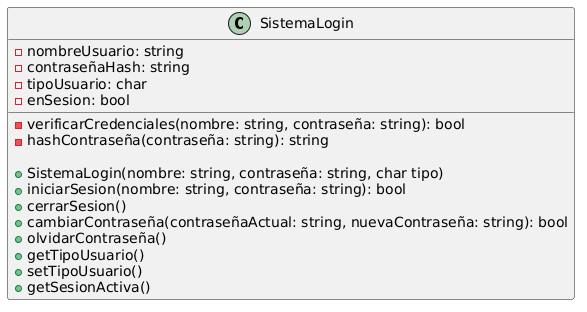 C SistemaLogin
nombreUsuario: string
contraseñaHash: string
tipoUsuario: char
enSesion: bool
verificarCredenciales(nombre: string, contraseña: string): bool
hashContraseña(contraseña: string): string
SistemaLogin(nombre: string, contraseña: string, char tipo)
iniciarSesion(nombre: string, contraseña: string): bool
cerrarSesion()
cambiarContraseña(contraseñaActual: string, nuevaContraseña: string): bool
olvidarContraseña()
getTipoUsuario()
setTipoUsuario()
getSesionActiva()